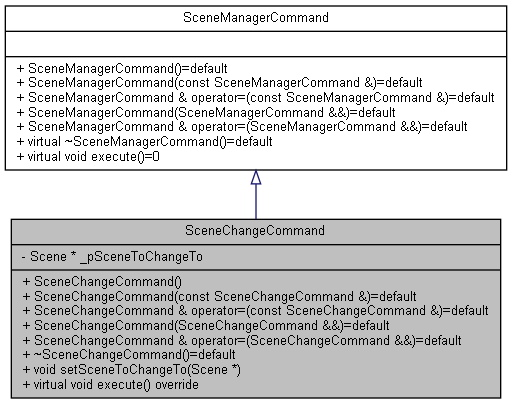 SceneManagerCommand
+ SceneManagerCommand()=default
+ SceneManagerCommand(const SceneManagerCommand &)=default
+ SceneManagerCommand & operator=(const SceneManagerCommand &)=default
+ SceneManagerCommand(SceneManagerCommand &&)=default
+ SceneManagerCommand & operator=(SceneManagerCommand &&)=default
+ virtual ~SceneManagerCommand()=default
+ virtual void execute()=0
SceneChangeCommand
- Scene * _pSceneToChangeTo
+ SceneChangeCommand()
+ SceneChangeCommand(const SceneChangeCommand &)=default
+ SceneChangeCommand & operator=(const SceneChangeCommand &)=default
+ SceneChangeCommand(SceneChangeCommand &&)=default
+ SceneChangeCommand & operator=(SceneChangeCommand &&)=default
+ ~SceneChangeCommand()=default
+ void setSceneToChangeTo(Scene *)
+ virtual void execute() override